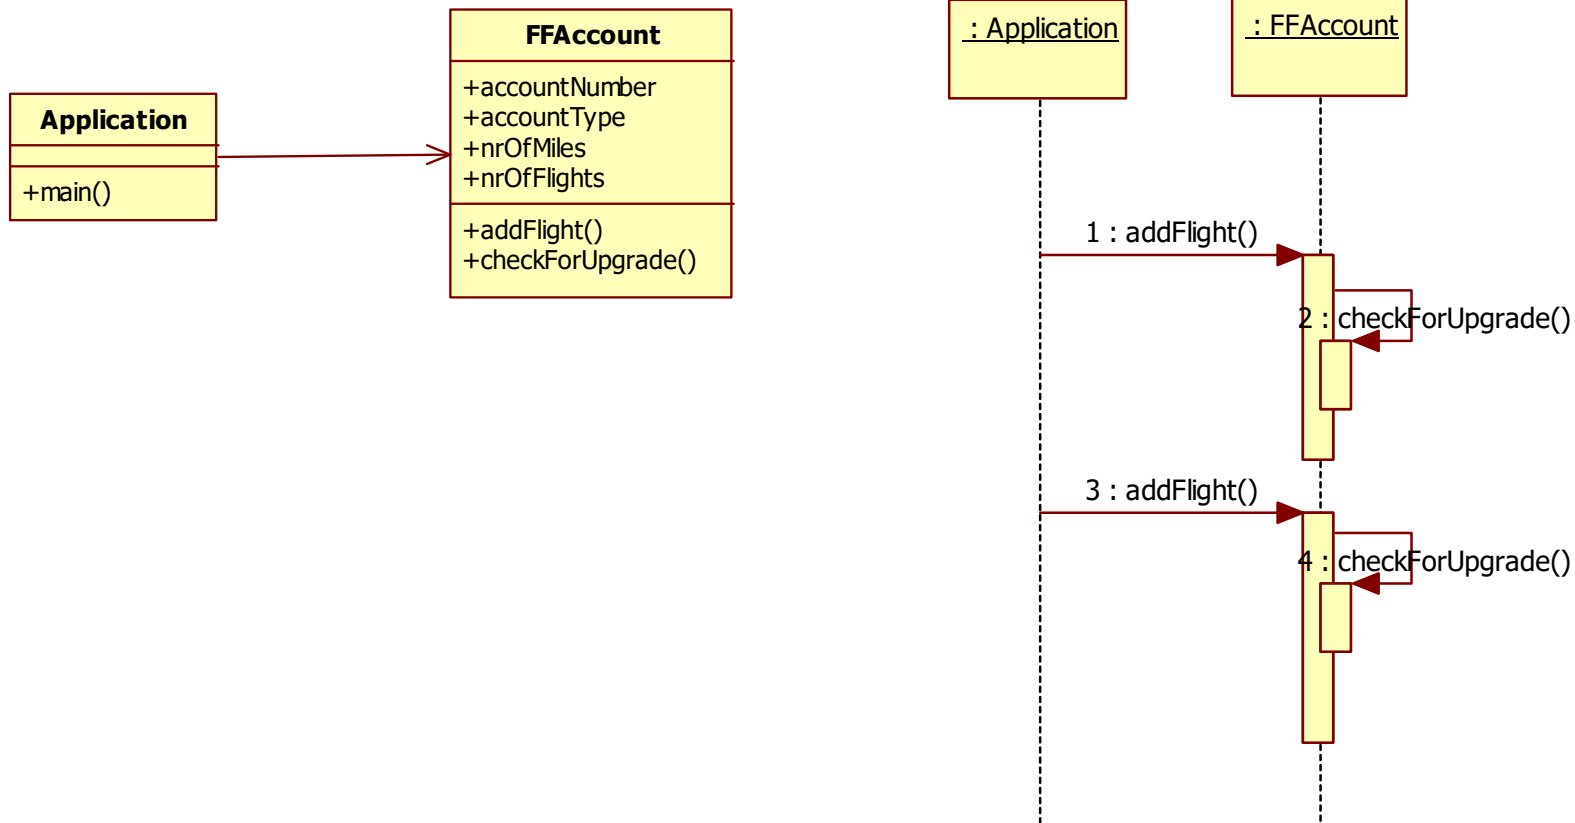 Application
+main()
FFAccount
+accountNumber
+accountType
+nrOfMiles
+nrOfFlights
+addFlight()
+checkForUpgrade()
: Application
: FFAccount
1 : addFlight()
2 : checkForUpgrade()
3 : addFlight()
4 : checkForUpgrade()